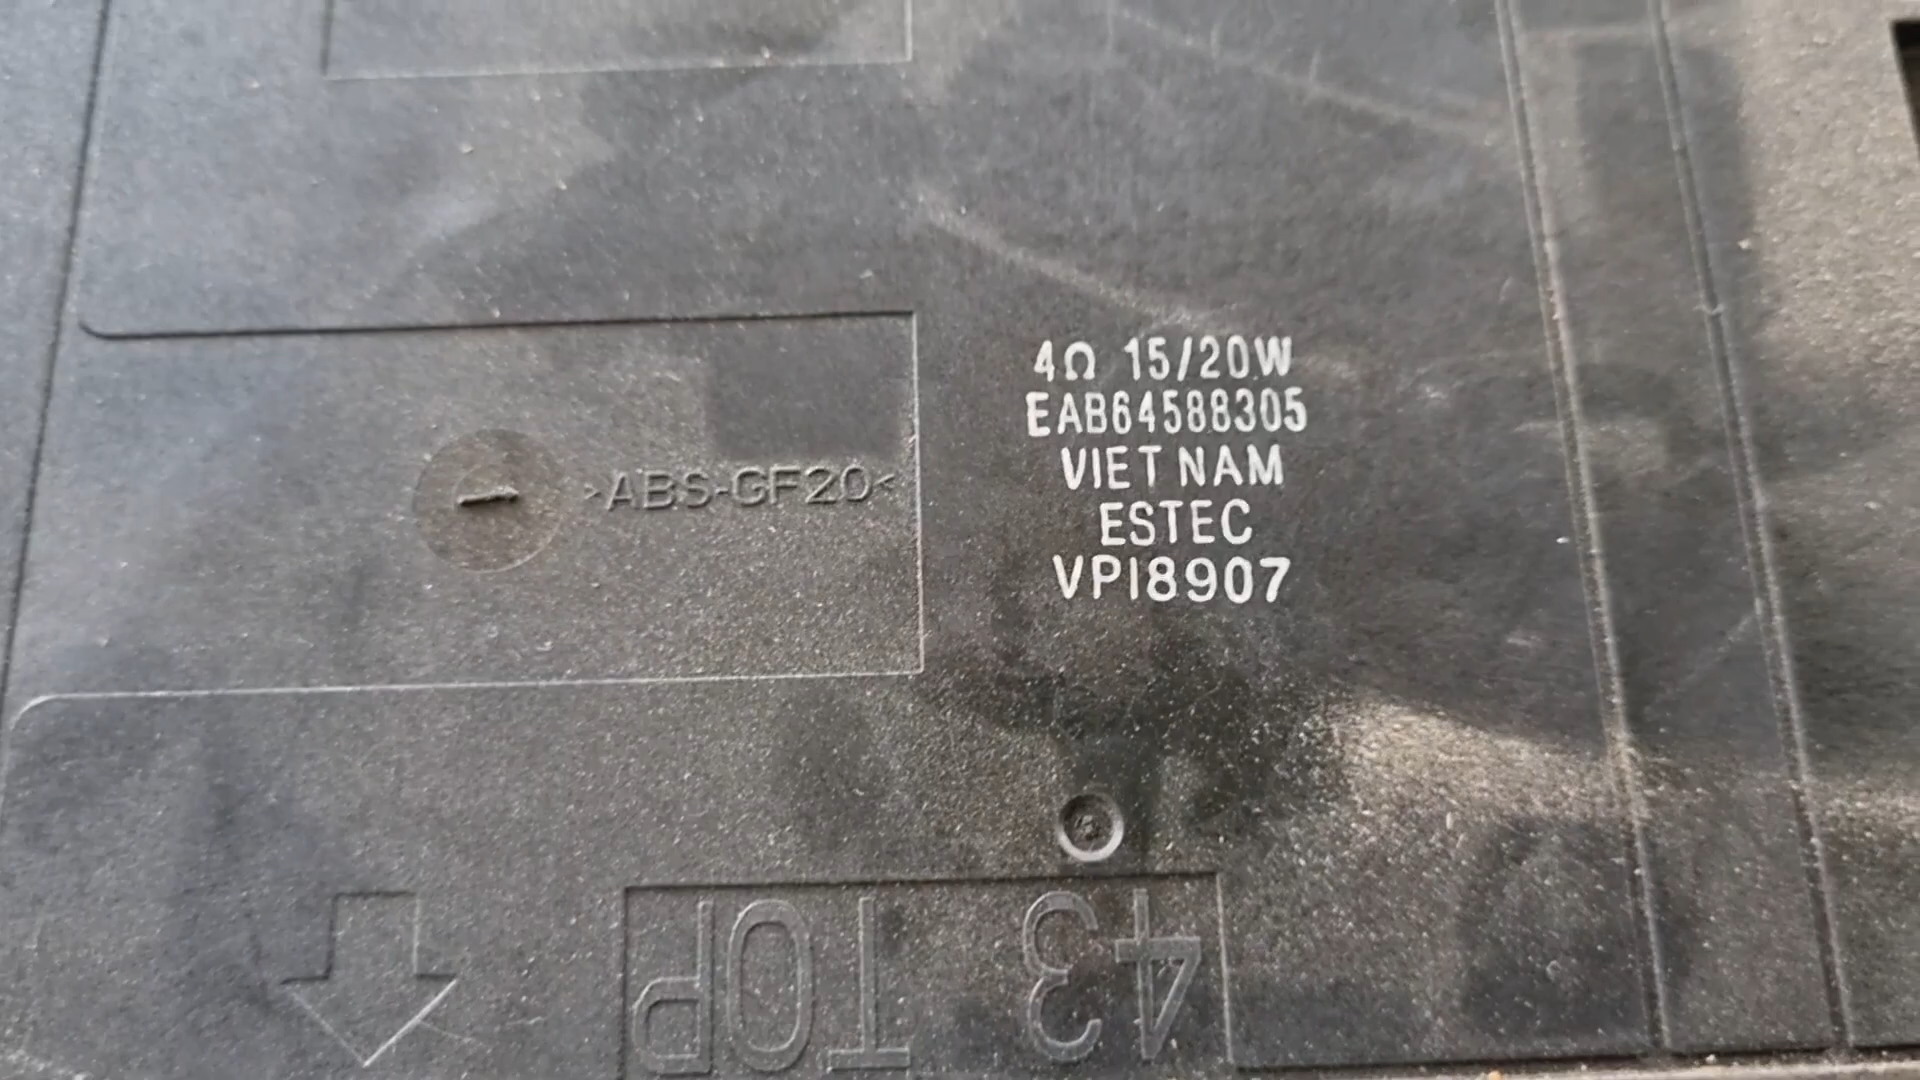 4Ω 15/20W
EAB64588305
VIET NAM
ESTEC
VPI8907
>ABS-GF20<
43 TOP